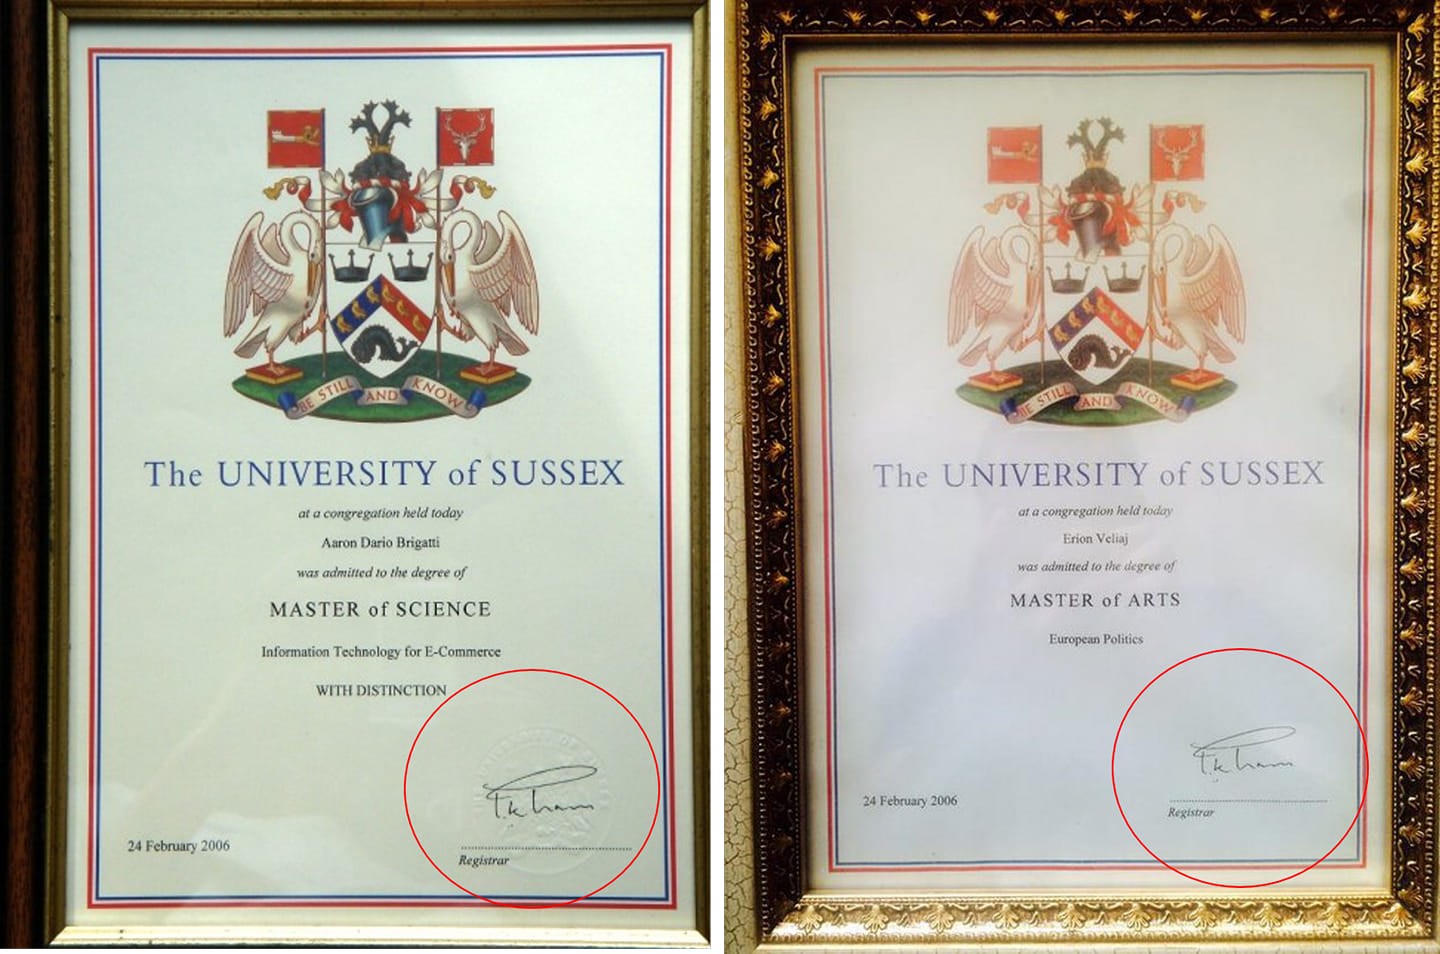 BE STILL AND KNOW
The UNIVERSITY of SUSSEX
at a congregation held today
Aaron Dario Brigatti
was admitted to the degree of
MASTER of SCIENCE
Information Technology for E-Commerce
WITH DISTINCTION
24 February 2006
Registrar
BE STILL AND KNOW
The UNIVERSITY of SUSSEX
at a congregation held today
Erion Veliaj
was admitted to the degree of
MASTER of ARTS
European Politics
24 February 2006
Registrar